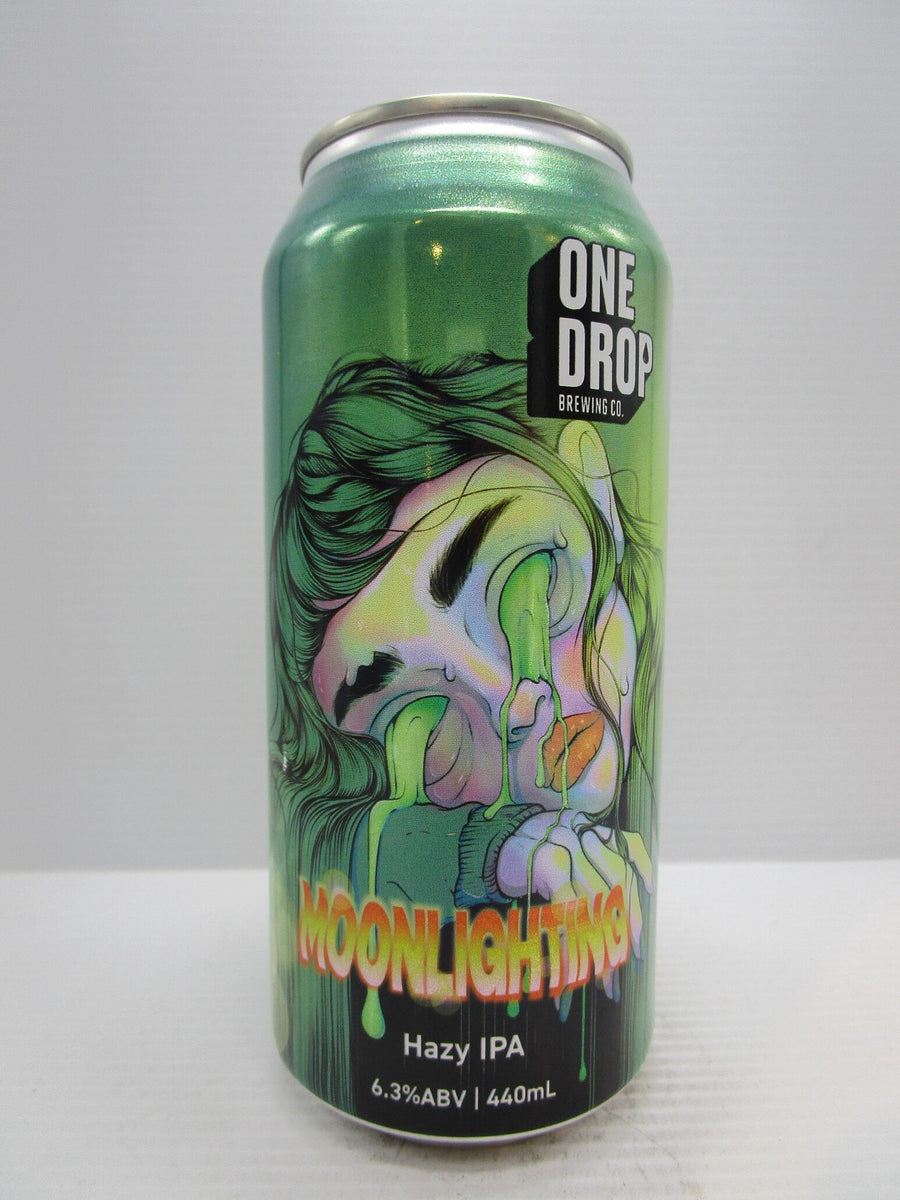 ONE
DROP
BREWING CO.
MOONLIGHTING
Hazy IPA
6.3%ABV | 440mL